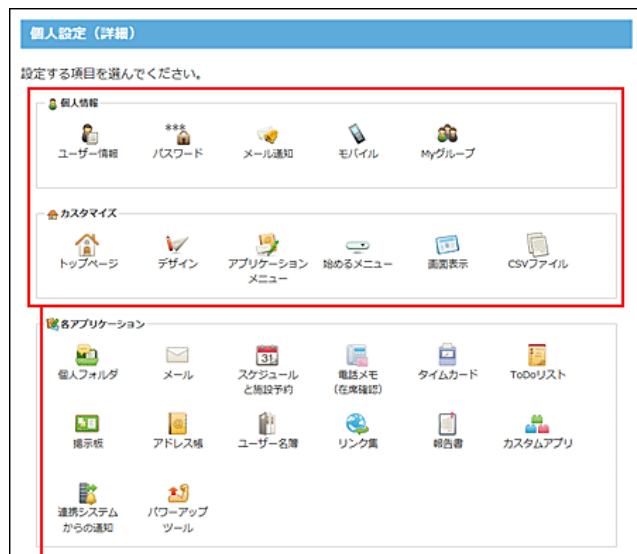 個人設定（詳細）
設定する項目を選んでください。
個人情報
ユーザー情報 パスワード メール通知 モバイル Myグループ
カスタマイズ
トップページ デザイン アプリケーション 始めるメニュー 画面表示 CSVファイル
メニュー
各アプリケーション
31
個人フォルダ メール スケジュール 電話メモ タイムカード ToDoリスト
と施設予約 (在席確認)
掲示板 アドレス帳 ユーザー名簿 リンク集 報告書 カスタムアプリ
連携システム パワーアップ
からの通知 ツール